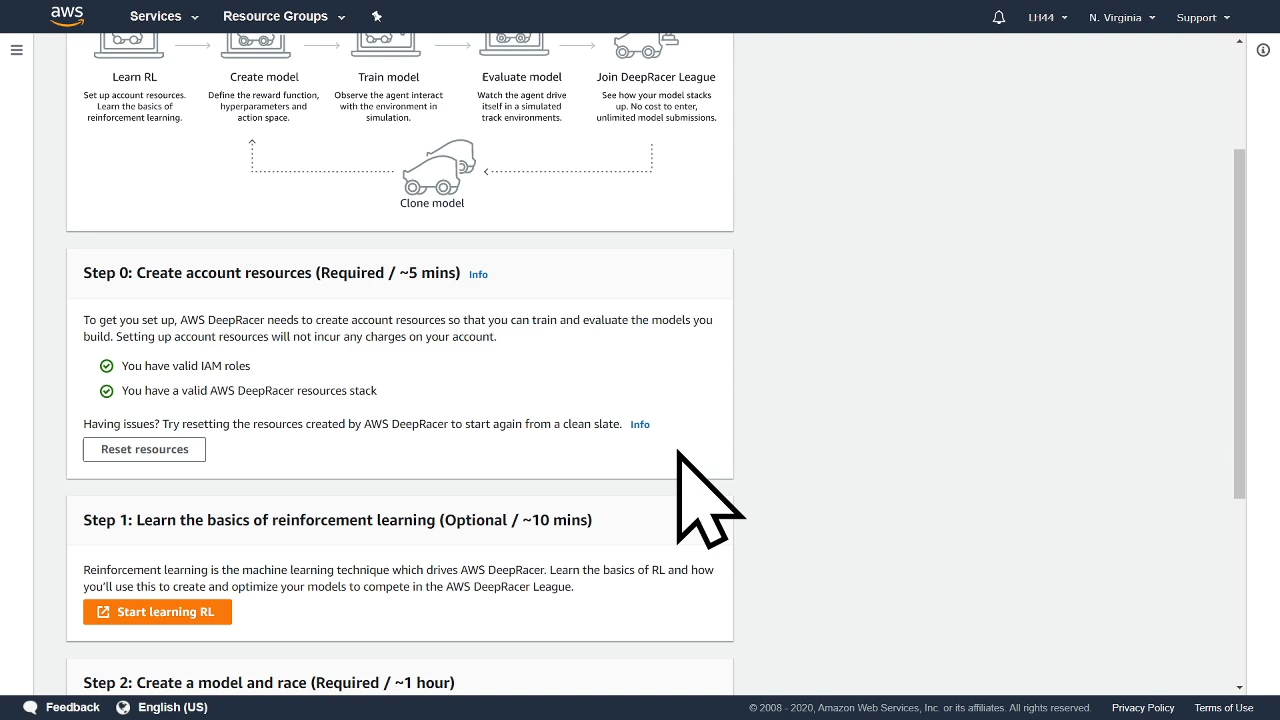 aws
Services
Resource Groups
LH44
N. Virginia
Support
Learn RL
Set up account resources.
Learn the basics of
reinforcement learning.
Create model
Define the reward function,
hyperparameters and
action space.
Train model
Observe the agent interact
with the environment in
simulation.
Evaluate model
Watch the agent drive
itself in a simulated
track environments.
Join DeepRacer League
See how your model stacks
up. No cost to enter,
unlimited model submissions.
Clone model
Step 0: Create account resources (Required / ~5 mins) Info
To get you set up, AWS DeepRacer needs to create account resources so that you can train and evaluate the models you
build. Setting up account resources will not incur any charges on your account.
You have valid IAM roles
You have a valid AWS DeepRacer resources stack
Having issues? Try resetting the resources created by AWS DeepRacer to start again from a clean slate. Info
Reset resources
Step 1: Learn the basics of reinforcement learning (Optional / ~10 mins)
Reinforcement learning is the machine learning technique which drives AWS DeepRacer. Learn the basics of RL and how
you’ll use this to create and optimize your models to compete in the AWS DeepRacer League.
Start learning RL
Step 2: Create a model and race (Required / ~1 hour)
Feedback
English (US)
© 2008 - 2020, Amazon Web Services, Inc. or its affiliates. All rights reserved.
Privacy Policy
Terms of Use